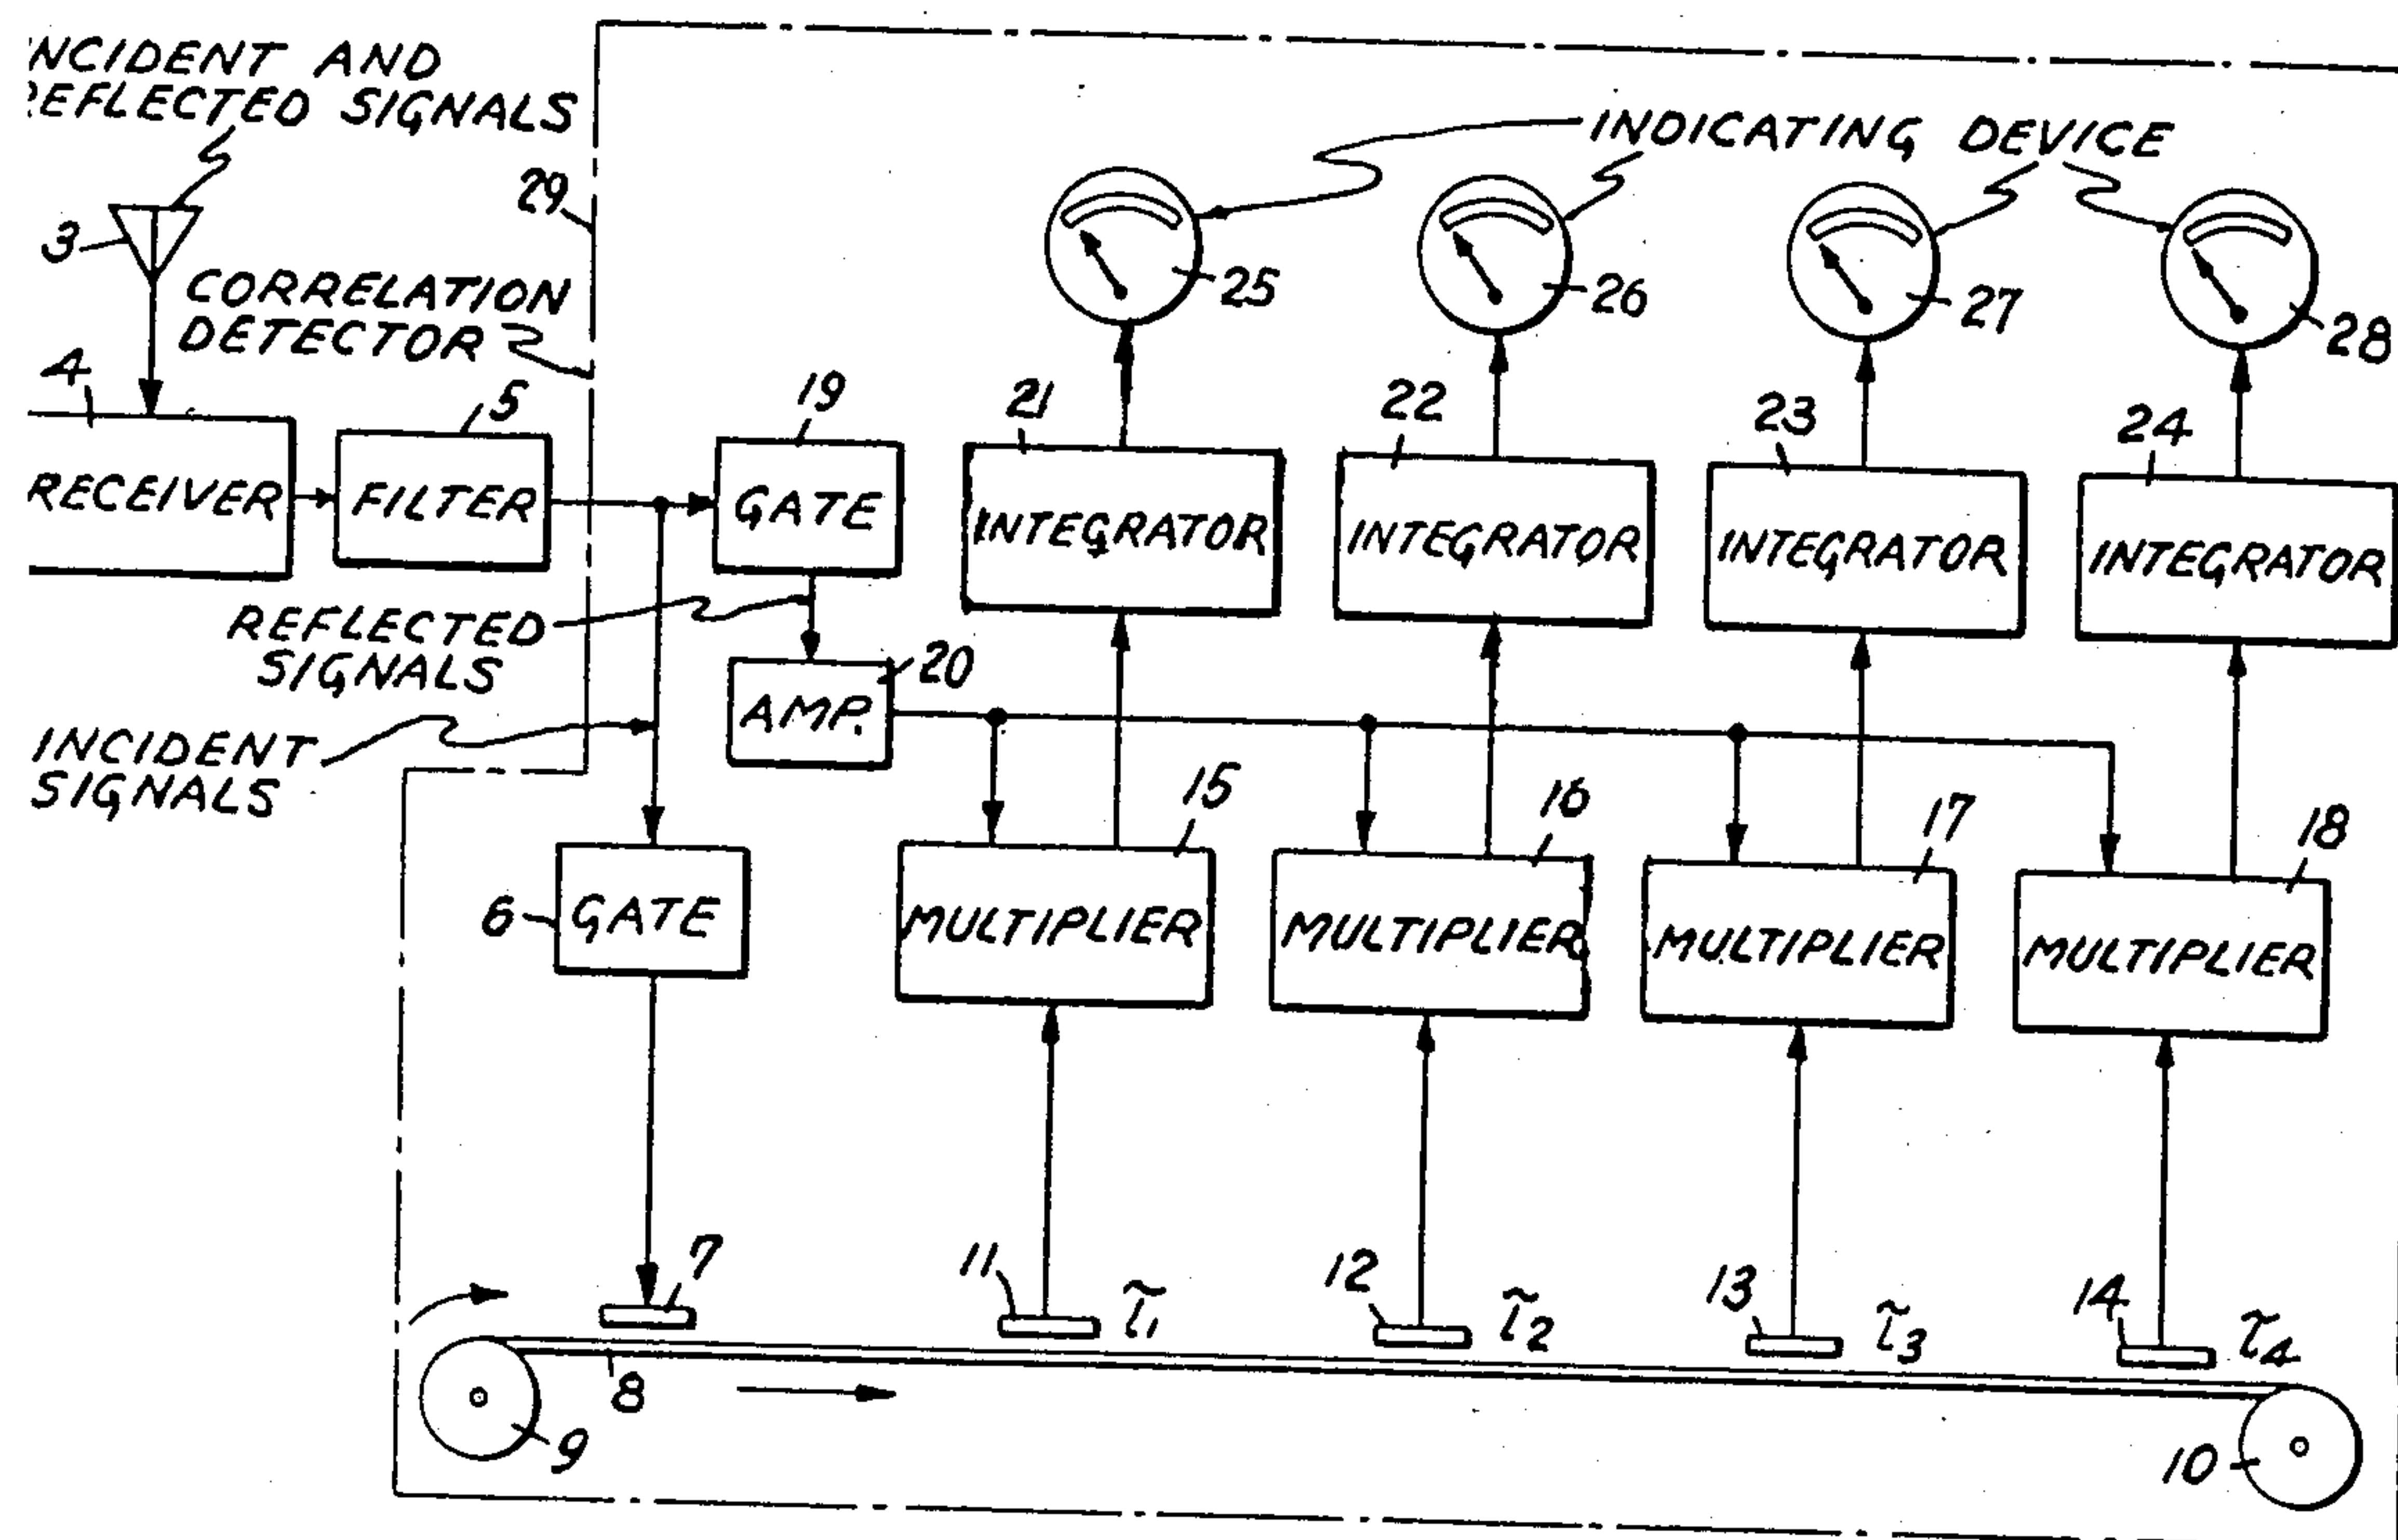 NCIDENT AND
REFLECTED SIGNALS
INDICATING DEVICE
29
3
CORRELATION
DETECTOR
25
26
27
28
4
5
19
21
22
23
24
RECEIVER
FILTER
GATE
INTEGRATOR
INTEGRATOR
INTEGRATOR
INTEGRATOR
REFLECTED
SIGNALS
20
AMP.
INCIDENT
SIGNALS
15
16
17
18
6
GATE
MULTIPLIER
MULTIPLIER
MULTIPLIER
MULTIPLIER
7
11
τ1
12
τ2
13
τ3
14
τ4
8
9
10